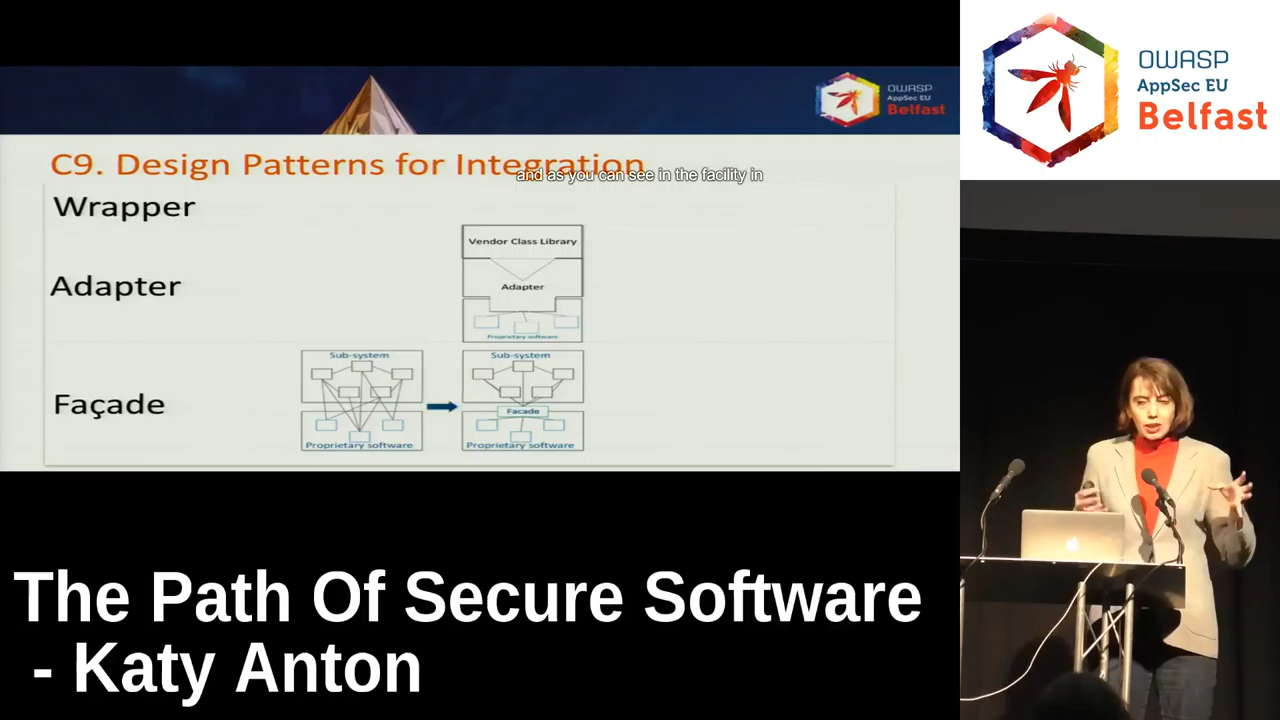 OWASP
AppSec EU
Belfast
C9. Design Patterns for Integration
and as you can see in the facility in
Wrapper
Vendor Class Library
Adapter
Adapter
Proprietary software
Sub-system
Sub-system
Façade
Facade
Proprietary software
Proprietary software
The Path Of Secure Software
- Katy Anton
OWASP
AppSec EU
Belfast